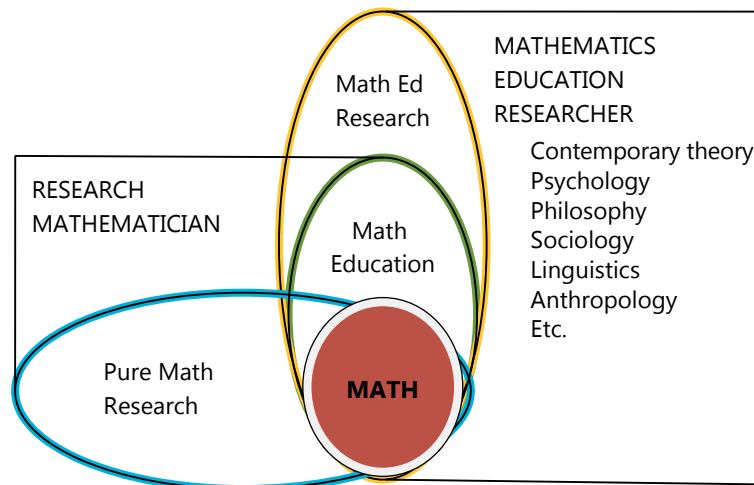 Math Ed
Research
MATHEMATICS
EDUCATION
RESEARCHER
Contemporary theory
Psychology
Philosophy
Sociology
Linguistics
Anthropology
Etc.
RESEARCH
MATHEMATICIAN
Math
Education
Pure Math
Research
MATH